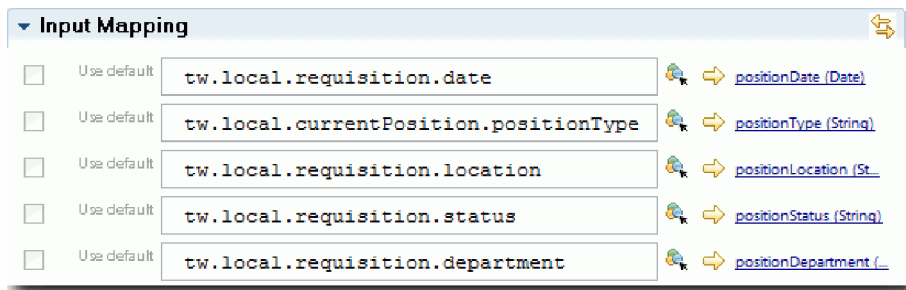 Input Mapping
Use default tw.local.requisition.date positionDate (Date)
Use default tw.local.currentPosition.positionType positionType (String)
Use default tw.local.requisition.location positionLocation (St...
Use default tw.local.requisition.status positionStatus (String)
Use default tw.local.requisition.department positionDepartment (...